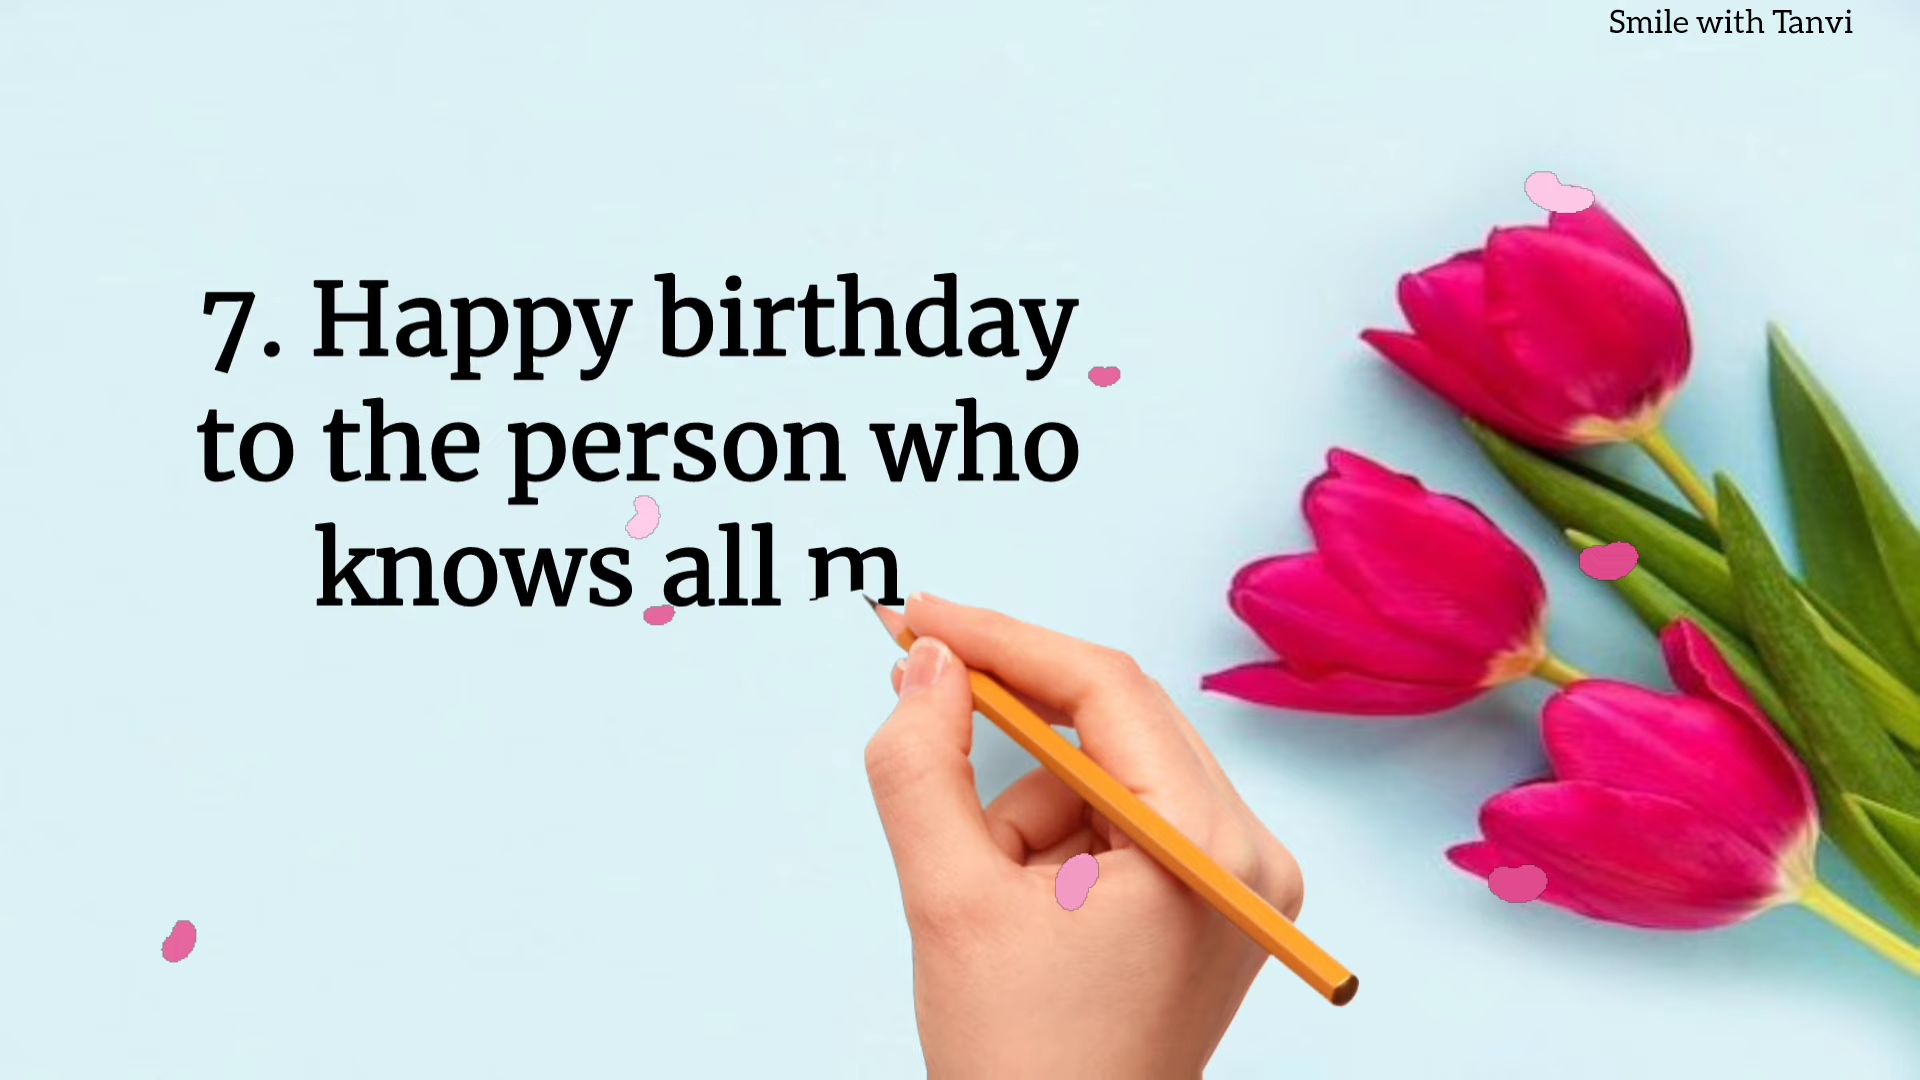 Smile with Tanvi
7. Happy birthday
to the person who
knows all m